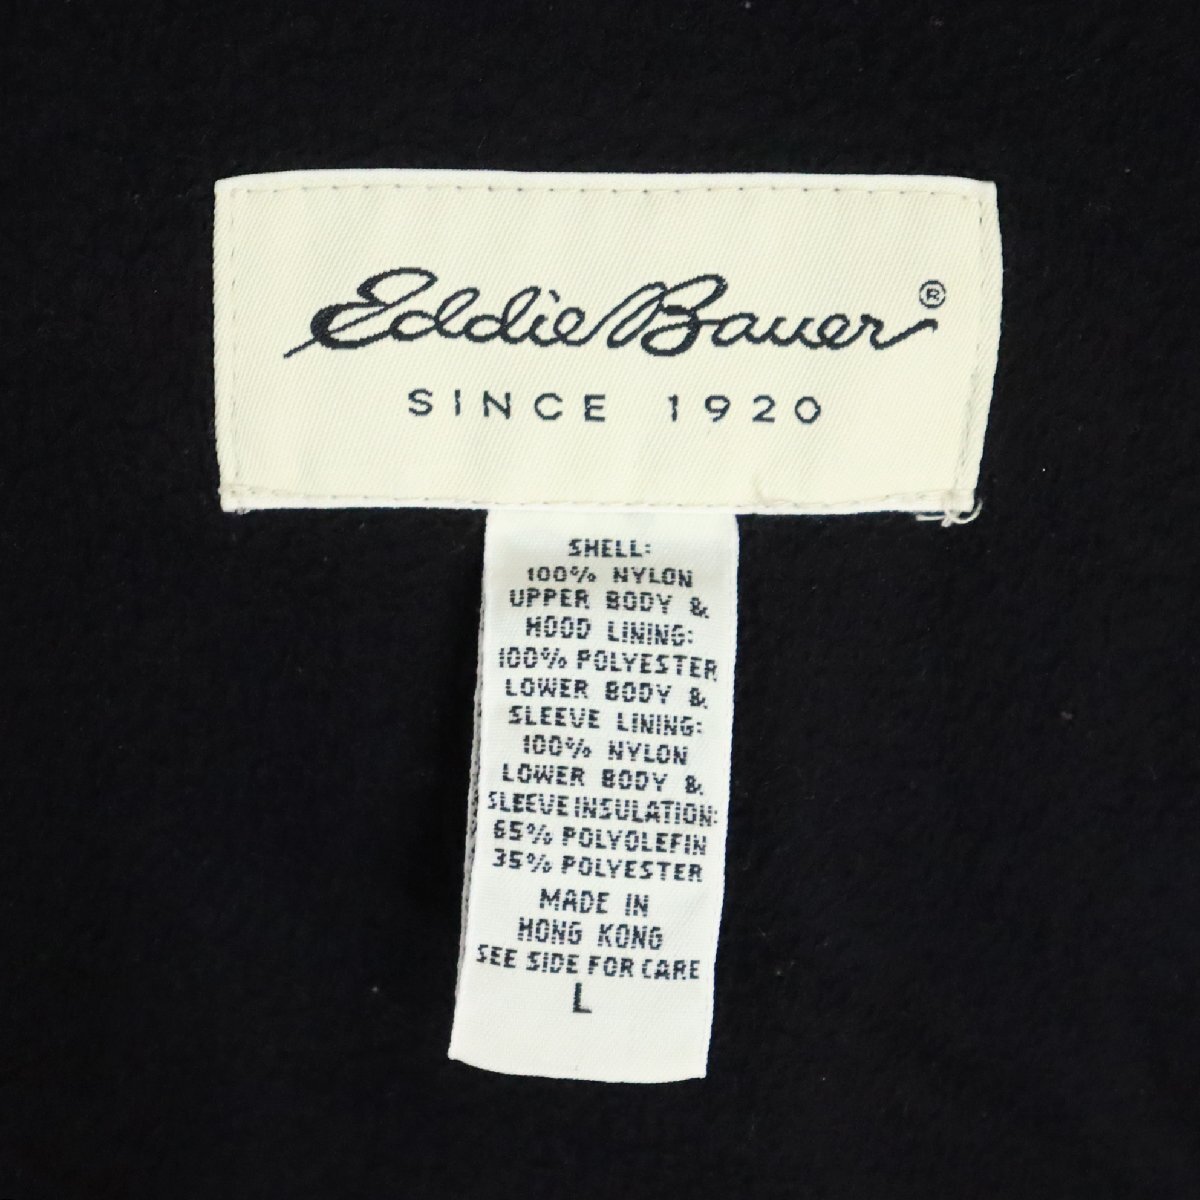 Eddie Bauer®
SINCE 1920
SHELL:
100% NYLON
UPPER BODY &
HOOD LINING:
100% POLYESTER
LOWER BODY &
SLEEVE LINING:
100% NYLON
LOWER BODY &
SLEEVE INSULATION:
65% POLYOLEFIN
35% POLYESTER
MADE IN
HONG KONG
SEE SIDE FOR CARE
L